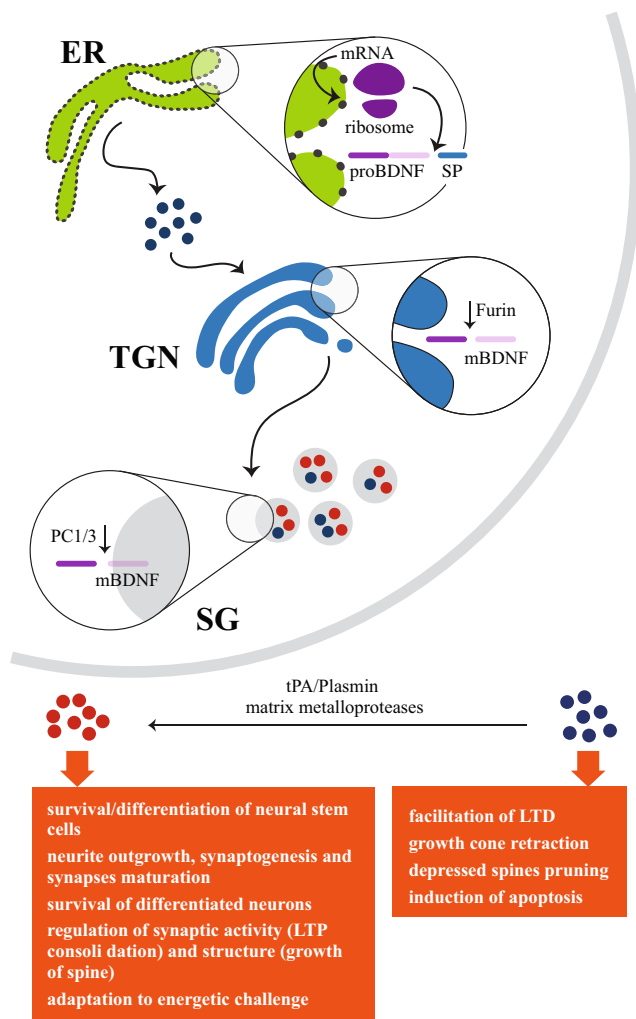 ER
mRNA
ribosome
proBDNF
SP
TGN
Furin
mBDNF
PC1/3
mBDNF
SG
tPA/Plasmin
matrix metalloproteases
survival/differentiation of neural stem
cells
neurite outgrowth, synaptogenesis and
synapses maturation
survival of differentiated neurons
regulation of synaptic activity (LTP
consoli dation) and structure (growth
of spine)
adaptation to energetic challenge
facilitation of LTD
growth cone retraction
depressed spines pruning
induction of apoptosis